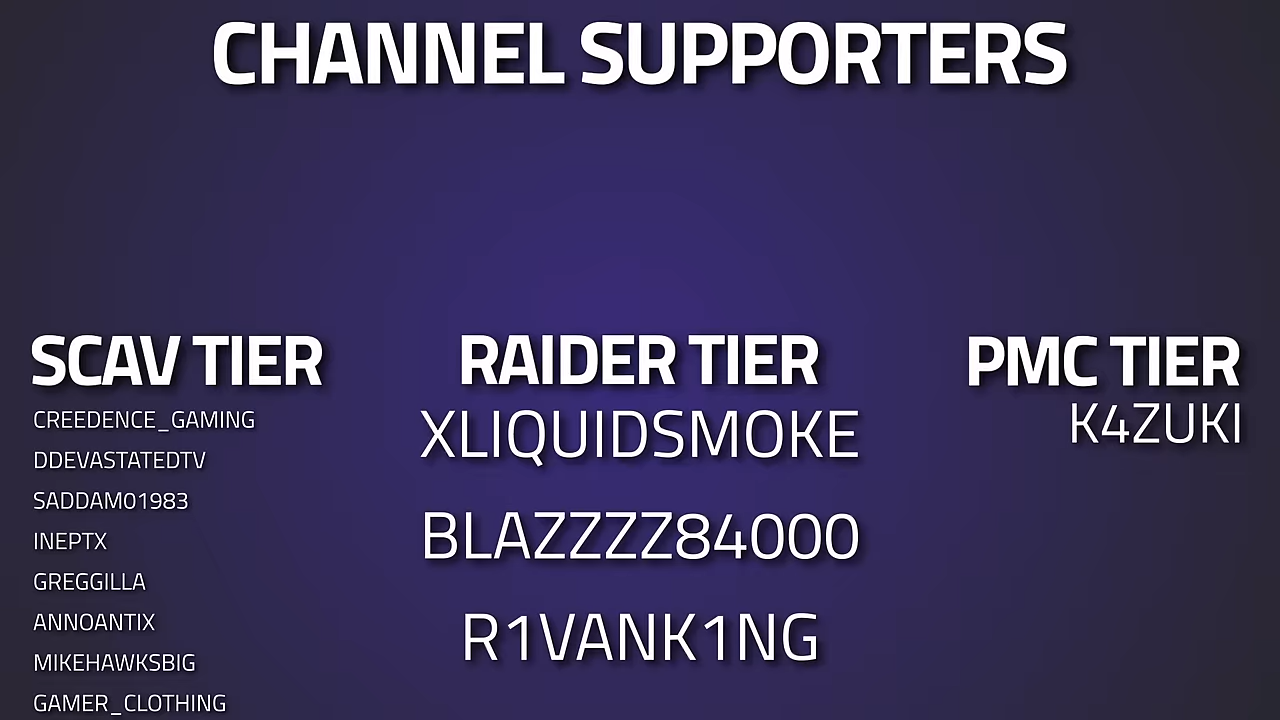 CHANNEL SUPPORTERS
SCAV TIER
CREEDENCE_GAMING
DDEVASTATEDTV
SADDAM01983
INEPTX
GREGGILLA
ANNOANTIX
MIKEHAWKSBIG
GAMER_CLOTHING
RAIDER TIER
XLIQUIDSMOKE
BLAZZZZ84000
R1VANK1NG
PMC TIER
K4ZUKI